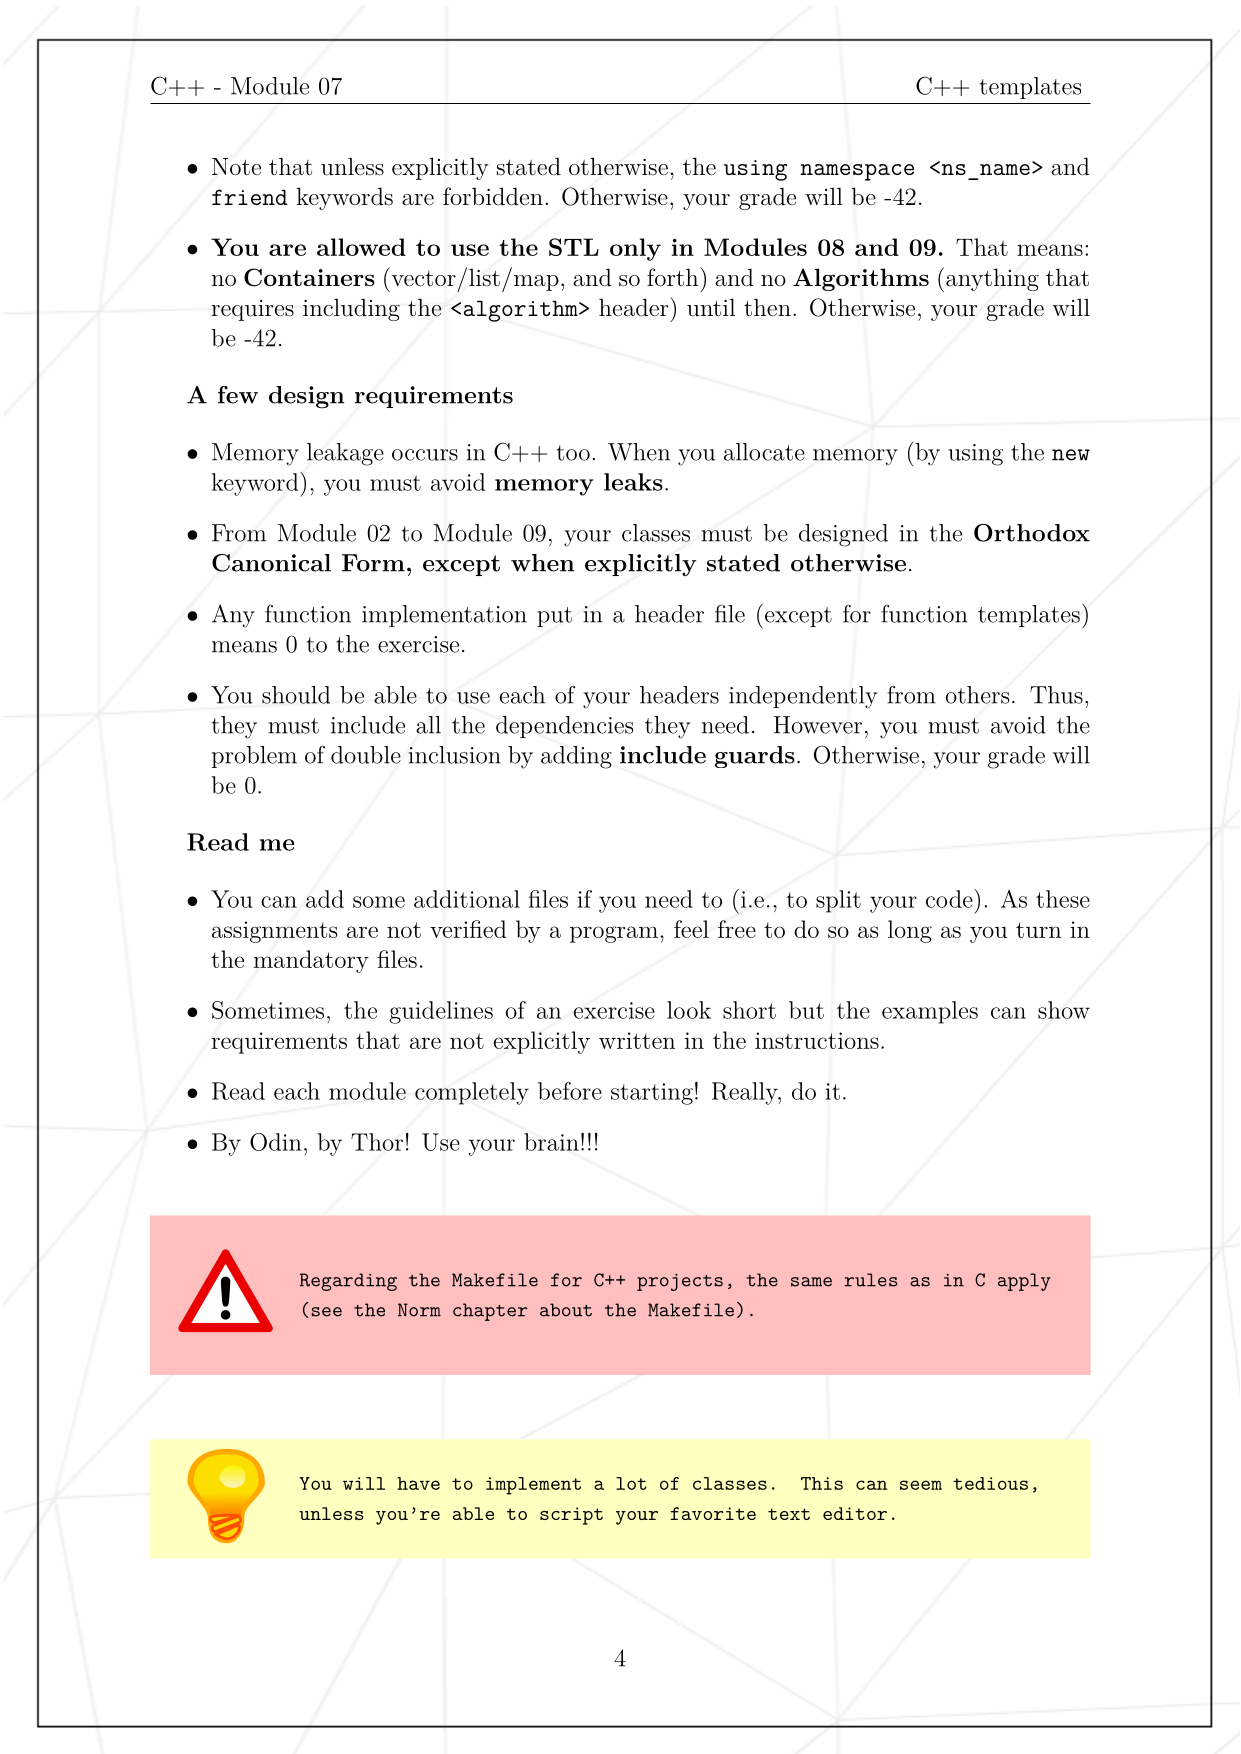 C++ - Module 07 C++ templates
• Note that unless explicitly stated otherwise, the using namespace <ns_name> and
friend keywords are forbidden. Otherwise, your grade will be -42.
• You are allowed to use the STL only in Modules 08 and 09. That means:
no Containers (vector/list/map, and so forth) and no Algorithms (anything that
requires including the <algorithm> header) until then. Otherwise, your grade will
be -42.
A few design requirements
• Memory leakage occurs in C++ too. When you allocate memory (by using the new
keyword), you must avoid memory leaks.
• From Module 02 to Module 09, your classes must be designed in the Orthodox
Canonical Form, except when explicitly stated otherwise.
• Any function implementation put in a header file (except for function templates)
means 0 to the exercise.
• You should be able to use each of your headers independently from others. Thus,
they must include all the dependencies they need. However, you must avoid the
problem of double inclusion by adding include guards. Otherwise, your grade will
be 0.
Read me
• You can add some additional files if you need to (i.e., to split your code). As these
assignments are not verified by a program, feel free to do so as long as you turn in
the mandatory files.
• Sometimes, the guidelines of an exercise look short but the examples can show
requirements that are not explicitly written in the instructions.
• Read each module completely before starting! Really, do it.
• By Odin, by Thor! Use your brain!!!
Regarding the Makefile for C++ projects, the same rules as in C apply
(see the Norm chapter about the Makefile).
You will have to implement a lot of classes. This can seem tedious,
unless you're able to script your favorite text editor.
4